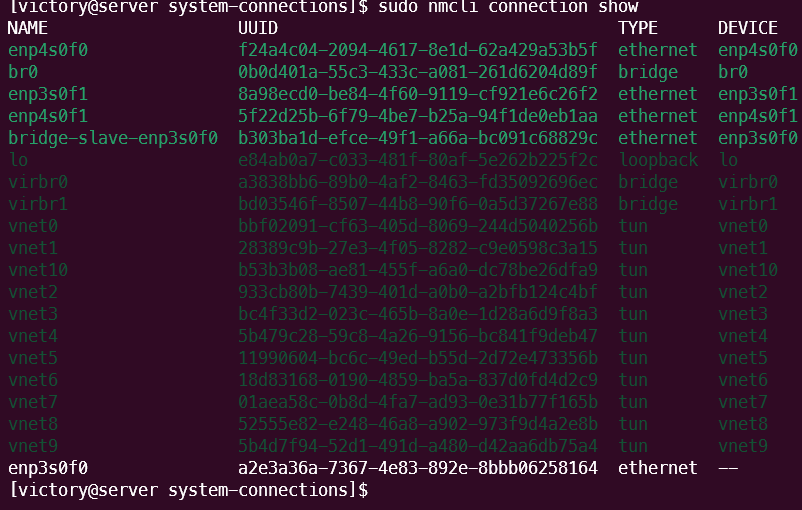 [victory@server system-connections]$ sudo nmcli connection show
NAME                   UUID                                  TYPE      DEVICE
enp4s0f0               f24a4c04-2094-4617-8e1d-62a429a53b5f  ethernet  enp4s0f0
br0                    0b0d401a-55c3-433c-a081-261d6204d89f  bridge    br0
enp3s0f1               8a98ecd0-be84-4f60-9119-cf921e6c26f2  ethernet  enp3s0f1
enp4s0f1               5f22d25b-6f79-4be7-b25a-94f1de0eb1aa  ethernet  enp4s0f1
bridge-slave-enp3s0f0  b303ba1d-efce-49f1-a66a-bc091c68829c  ethernet  enp3s0f0
lo                     e84ab0a7-c033-481f-80af-5e262b225f2c  loopback  lo
virbr0                 a3838bb6-89b0-4af2-8463-fd35092696ec  bridge    virbr0
virbr1                 bd03546f-8507-44b8-90f6-0a5d37267e88  bridge    virbr1
vnet0                  bbf02091-cf63-405d-8069-244d5040256b  tun       vnet0
vnet1                  28389c9b-27e3-4f05-8282-c9e0598c3a15  tun       vnet1
vnet10                 b53b3b08-ae81-455f-a6a0-dc78be26dfa9  tun       vnet10
vnet2                  933cb80b-7439-401d-a0b0-a2bfb124c4bf  tun       vnet2
vnet3                  bc4f33d2-023c-465b-8a0e-1d28a6d9f8a3  tun       vnet3
vnet4                  5b479c28-59c8-4a26-9156-bc841f9deb47  tun       vnet4
vnet5                  11990604-bc6c-49ed-b55d-2d72e473356b  tun       vnet5
vnet6                  18d83168-0190-4859-ba5a-837d0fd4d2c9  tun       vnet6
vnet7                  01aea58c-0b8d-4fa7-ad93-0e31b77f165b  tun       vnet7
vnet8                  52555e82-e248-46a8-a902-973f9d4a2e8b  tun       vnet8
vnet9                  5b4d7f94-52d1-491d-a480-d42aa6db75a4  tun       vnet9
enp3s0f0               a2e3a36a-7367-4e83-892e-8bbb06258164  ethernet  --
[victory@server system-connections]$